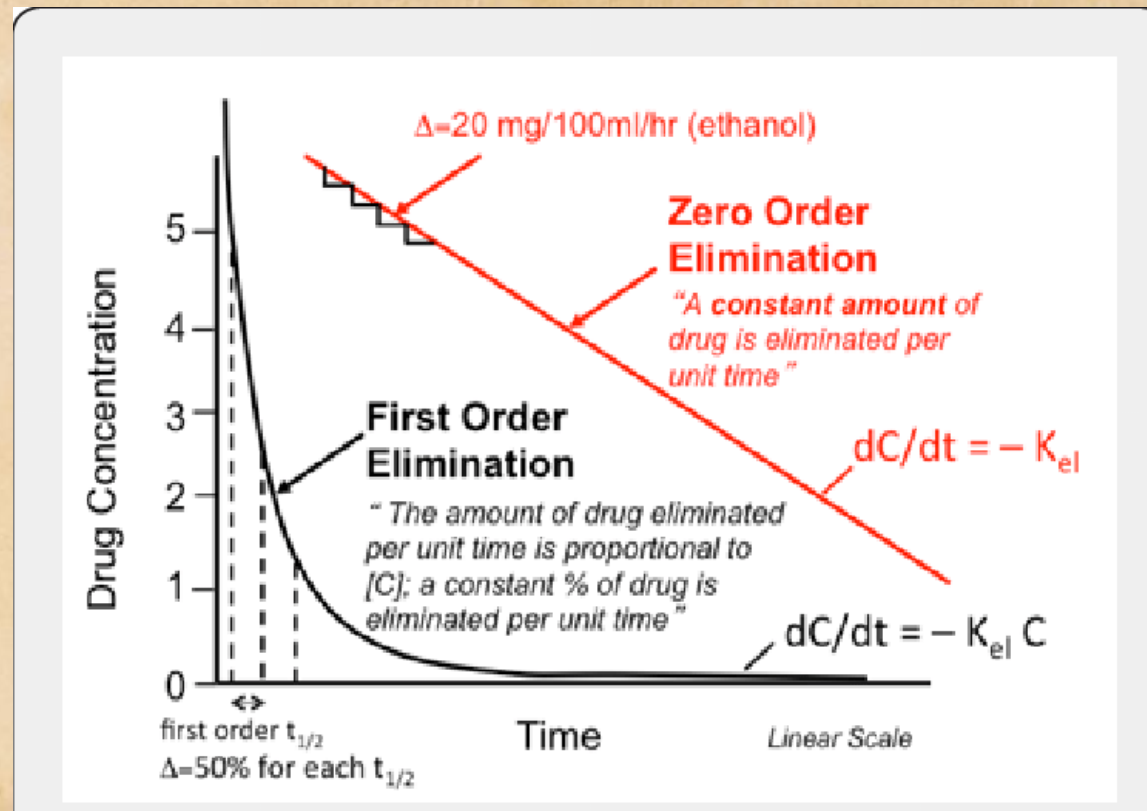 Δ=20 mg/100ml/hr (ethanol)
Zero Order
Elimination
"A constant amount of
drug is eliminated per
unit time"
dC/dt = – Kel
Drug Concentration
5
4
3
2
1
0
First Order
Elimination
" The amount of drug eliminated
per unit time is proportional to
[C]; a constant % of drug is
eliminated per unit time"
dC/dt = – Kel C
first order t1/2
Δ=50% for each t1/2
Time
Linear Scale